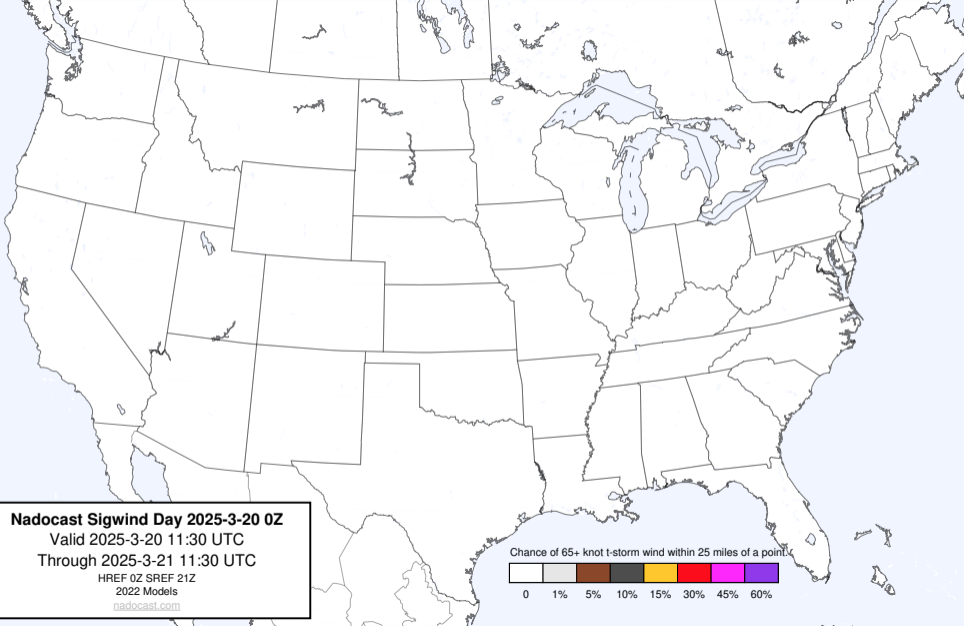 Nadocast Sigwind Day 2025-3-20 0Z
Valid 2025-3-20 11:30 UTC
Through 2025-3-21 11:30 UTC
HREF 0Z SREF 21Z
2022 Models
nadocast.com
Chance of 65+ knot t-storm wind within 25 miles of a point.
0 1% 5% 10% 15% 30% 45% 60%